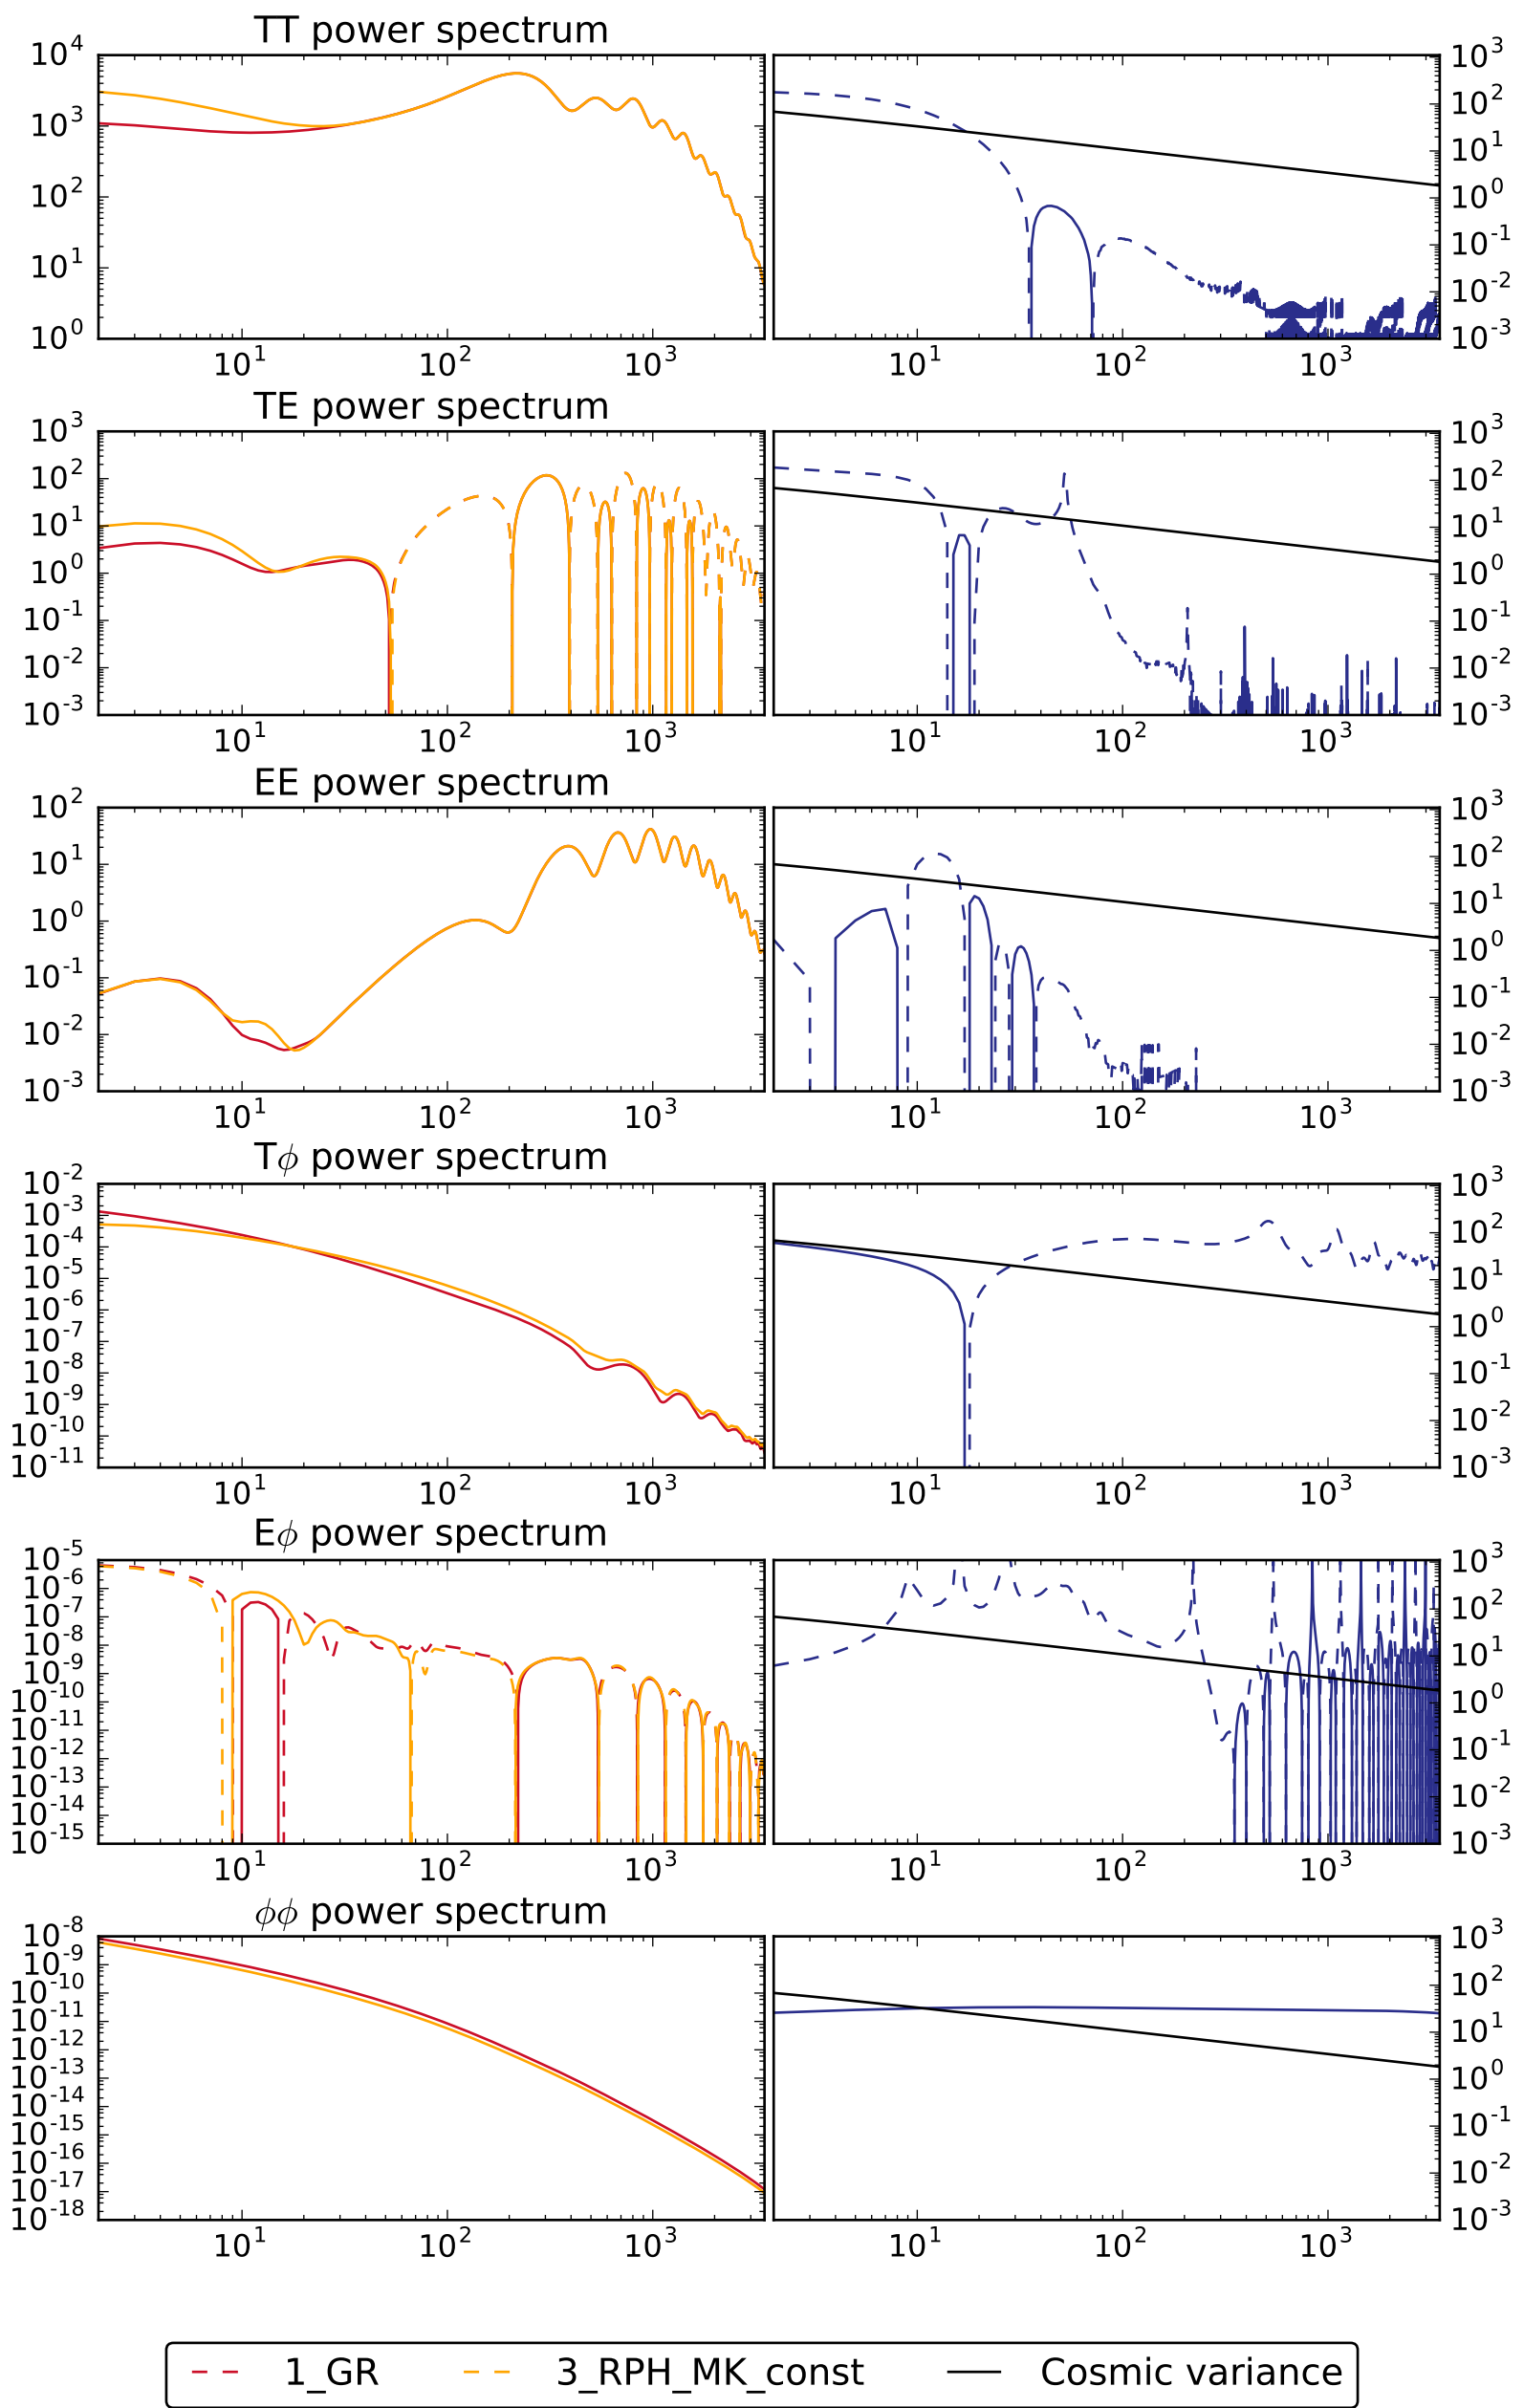 TT power spectrum
10^4 10^3 10^2 10^1 10^0
10^3 10^2 10^1 10^0 10^-1 10^-2 10^-3
10^1 10^2 10^3 10^1 10^2 10^3
TE power spectrum
10^3 10^2 10^1 10^0 10^-1 10^-2 10^-3
10^3 10^2 10^1 10^0 10^-1 10^-2 10^-3
10^1 10^2 10^3 10^1 10^2 10^3
EE power spectrum
10^2 10^1 10^0 10^-1 10^-2 10^-3
10^3 10^2 10^1 10^0 10^-1 10^-2 10^-3
10^1 10^2 10^3 10^1 10^2 10^3
Tϕ power spectrum
10^-2 10^-3 10^-4 10^-5 10^-6 10^-7 10^-8 10^-9 10^-10 10^-11
10^3 10^2 10^1 10^0 10^-1 10^-2 10^-3
10^1 10^2 10^3 10^1 10^2 10^3
Eϕ power spectrum
10^-5 10^-6 10^-7 10^-8 10^-9 10^-10 10^-11 10^-12 10^-13 10^-14 10^-15
10^3 10^2 10^1 10^0 10^-1 10^-2 10^-3
10^1 10^2 10^3 10^1 10^2 10^3
ϕϕ power spectrum
10^-8 10^-9 10^-10 10^-11 10^-12 10^-13 10^-14 10^-15 10^-16 10^-17 10^-18
10^3 10^2 10^1 10^0 10^-1 10^-2 10^-3
10^1 10^2 10^3 10^1 10^2 10^3
1_GR 3_RPH_MK_const Cosmic variance